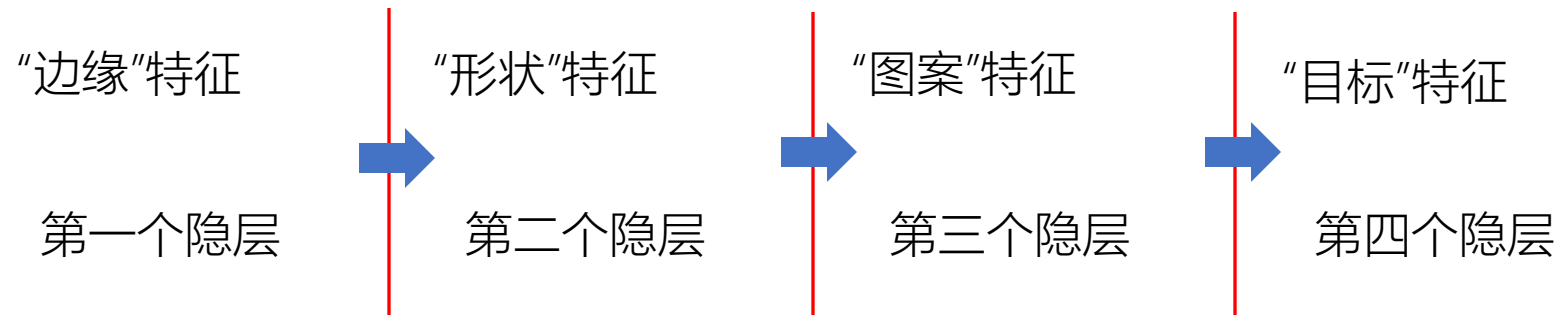 “边缘”特征
“形状”特征
“图案”特征
“目标”特征
第一个隐层
第二个隐层
第三个隐层
第四个隐层